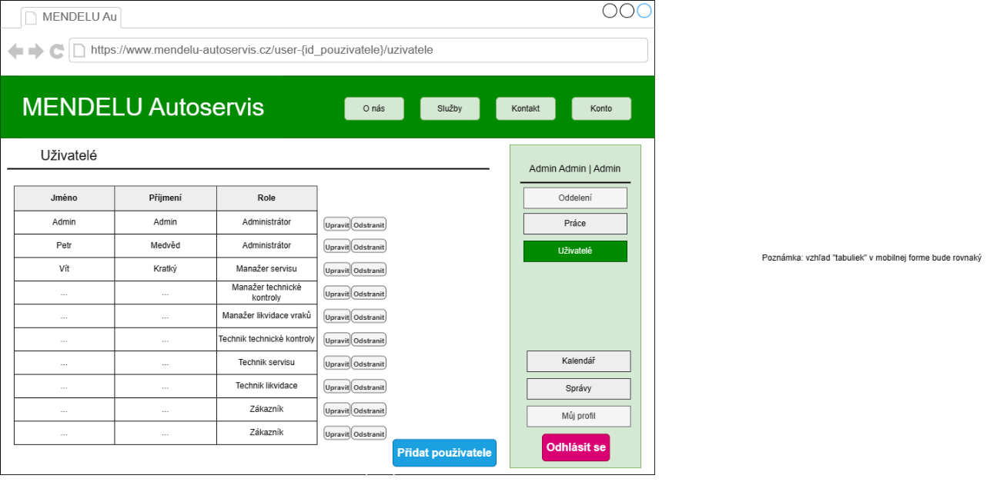 MENDELU Au
https://www.mendelu-autoservis.cz/user-{id_pouzivatele}/uzivatele
MENDELU Autoservis
O nás
Služby
Kontakt
Konto
Uživatelé
Jméno Příjmení Role
Admin Admin Administrátor Upravit Odstranit
Petr Medvěd Administrátor Upravit Odstranit
Vít Kratký Manažer servisu Upravit Odstranit
... ... Manažer technické
kontroly Upravit Odstranit
... ... Manažer likvidace vraků Upravit Odstranit
... ... Technik technické kontroly Upravit Odstranit
... ... Technik servisu Upravit Odstranit
... ... Technik likvidace Upravit Odstranit
... ... Zákazník Upravit Odstranit
... ... Zákazník Upravit Odstranit
Přidat použivatele
Admin Admin | Admin
Oddelení
Práce
Uživatelé
Kalendář
Správy
Můj profil
Odhlásit se
Poznámka: vzhľad "tabuliek" v mobilnej forme bude rovnaký